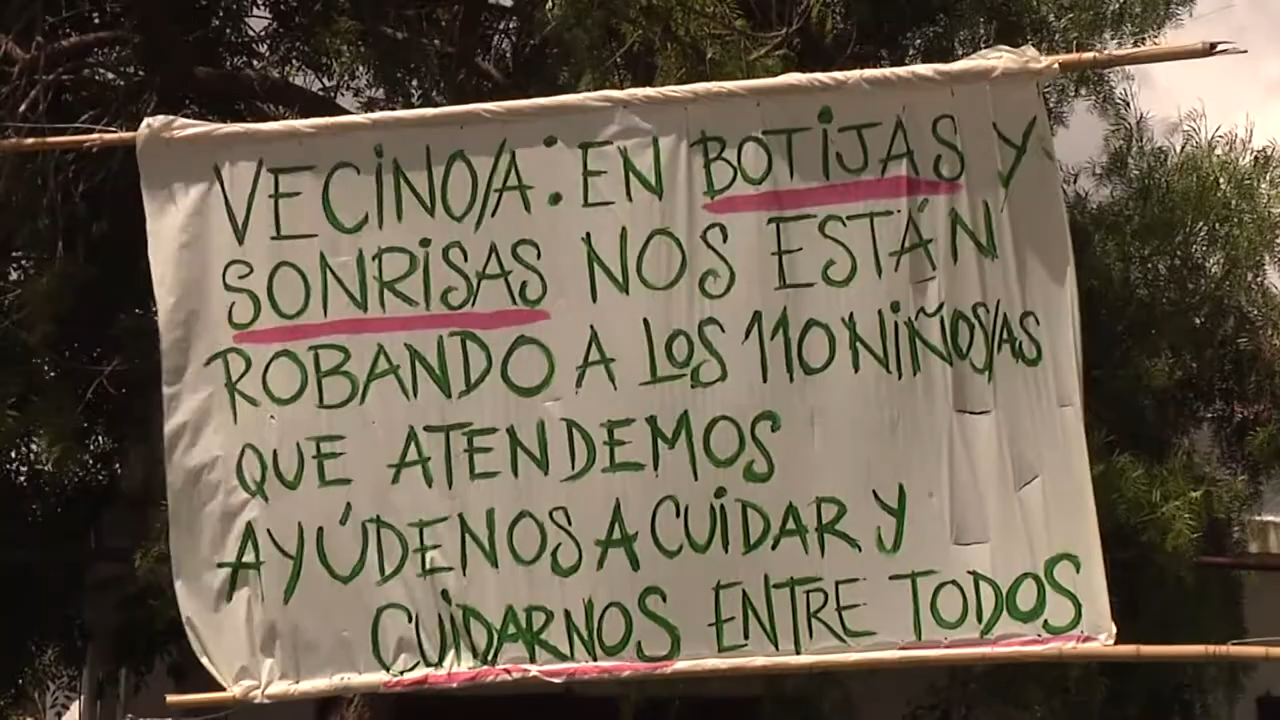 VECINO/A: EN BOTIJAS Y
SONRISAS NOS ESTÁN
ROBANDO A LOS 110 NIÑOS/AS
QUE ATENDEMOS
AYÚDENOS A CUIDAR Y
CUIDARNOS ENTRE TODOS